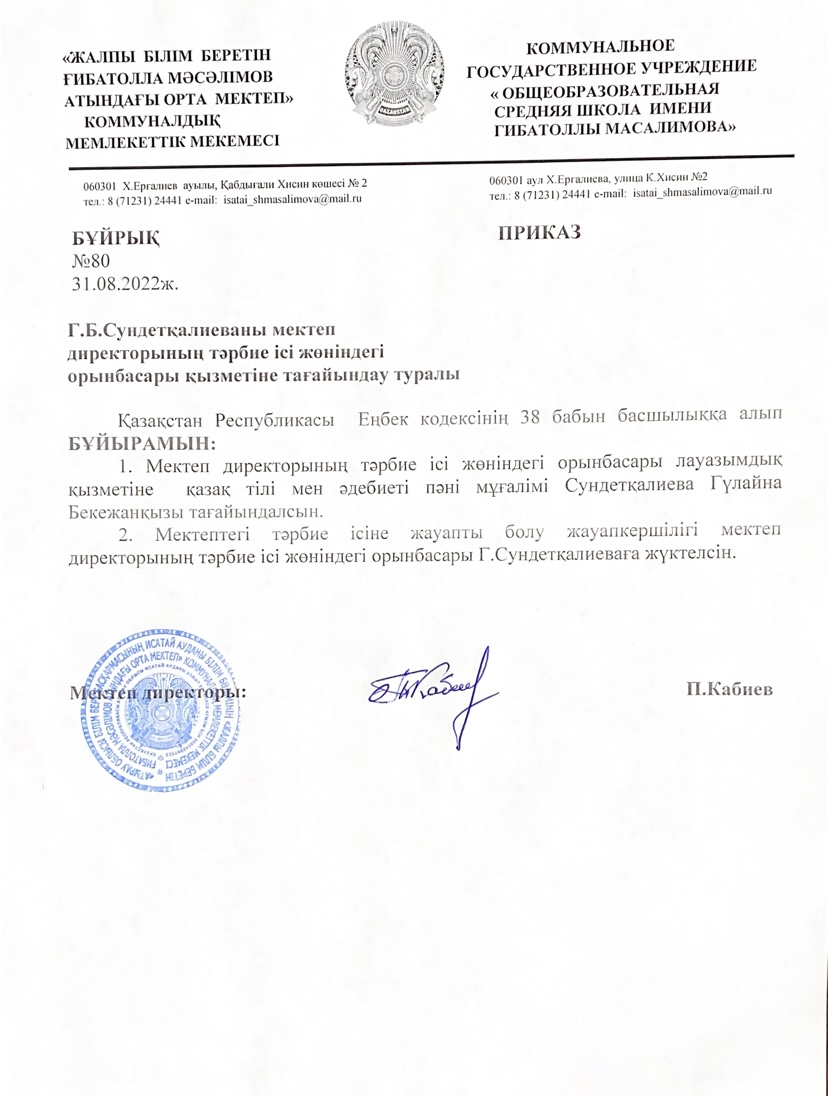 «ЖАЛПЫ БІЛІМ БЕРЕТІН
ҒИБАТОЛЛА МӘСӘЛІМОВ
АТЫНДАҒЫ ОРТА МЕКТЕП»
КОММУНАЛДЫҚ
МЕМЛЕКЕТТІК МЕКЕМЕСІ
КОММУНАЛЬНОЕ
ГОСУДАРСТВЕННОЕ УЧРЕЖДЕНИЕ
« ОБЩЕОБРАЗОВАТЕЛЬНАЯ
СРЕДНЯЯ ШКОЛА ИМЕНИ
ГИБАТОЛЛЫ МАСАЛИМОВА»
060301 Х.Ерғалиев ауылы, Қабдығали Хисин көшесі № 2
тел.: 8 (71231) 24441 e-mail: isatai_shmasalimova@mail.ru
060301 аул Х.Ергалиева, улица К.Хисин №2
тел.: 8 (71231) 24441 e-mail: isatai_shmasalimova@mail.ru
БҰЙРЫҚ
№80
31.08.2022ж.
ПРИКАЗ
Г.Б.Сундетқалиеваны мектеп
директорының тәрбие ісі жөніндегі
орынбасары қызметіне тағайындау туралы
Қазақстан Республикасы Еңбек кодексінің 38 бабын басшылыққа алып
БҰЙЫРАМЫН:
1. Мектеп директорының тәрбие ісі жөніндегі орынбасары лауазымдық
қызметіне қазақ тілі мен әдебиеті пәні мұғалімі Сундетқалиева Гүлайна
Бекежанқызы тағайындалсын.
2. Мектептегі тәрбие ісіне жауапты болу жауапкершілігі мектеп
директорының тәрбие ісі жөніндегі орынбасары Г.Сундетқалиеваға жүктелсін.
Мектеп директоры:
П.Кабиев